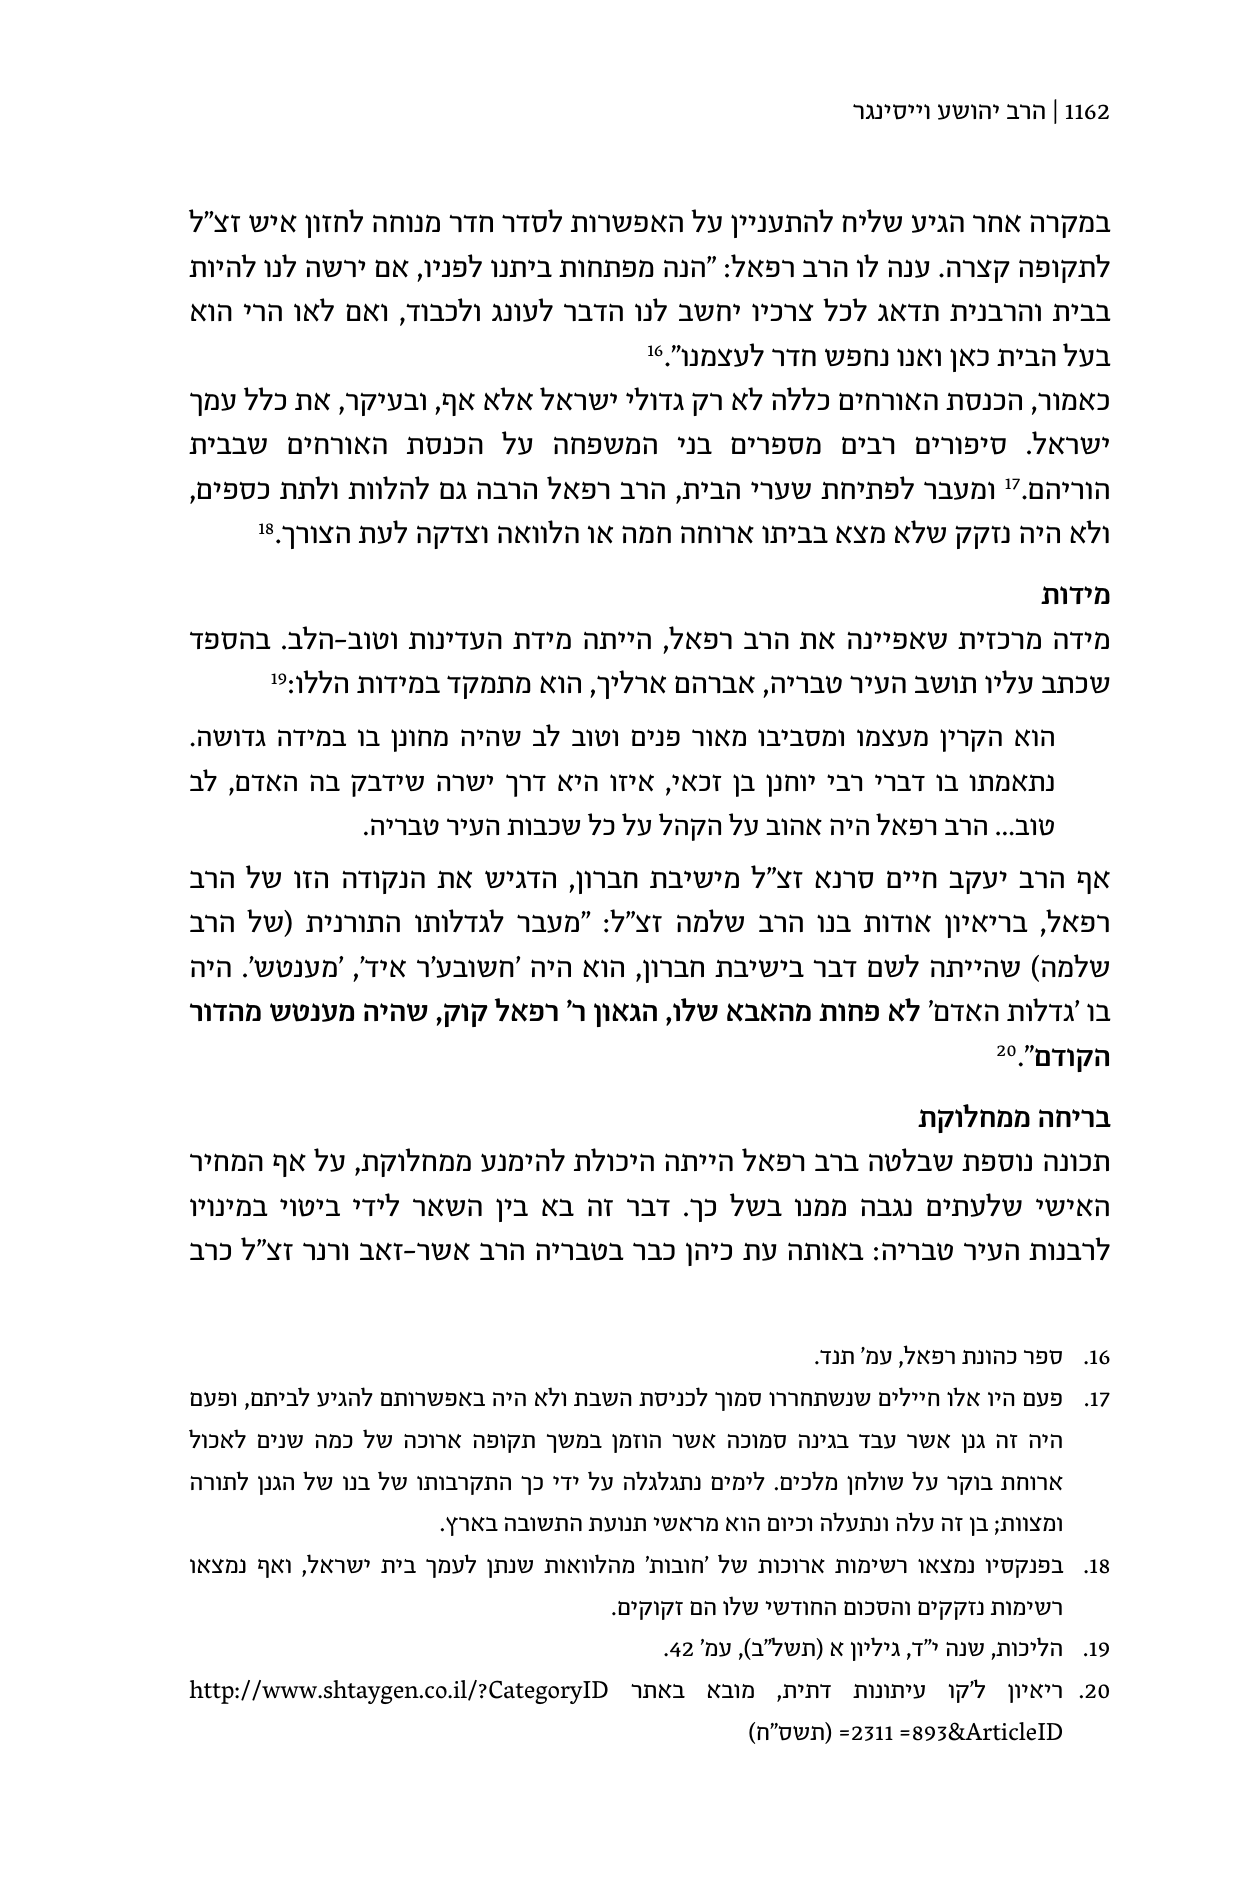 1162 | הרב יהושע וייסינגר
במקרה אחר הגיע שליח להתעניין על האפשרות לסדר חדר מנוחה לחזון איש זצ”ל
לתקופה קצרה. ענה לו הרב רפאל: ”הנה מפתחות ביתנו לפניו, אם ירשה לנו להיות
בבית והרבנית תדאג לכל צרכיו יחשב לנו הדבר לעונג ולכבוד, ואם לאו הרי הוא
בעל הבית כאן ואנו נחפש חדר לעצמנו”.16
כאמור, הכנסת האורחים כללה לא רק גדולי ישראל אלא אף, ובעיקר, את כלל עמך
ישראל. סיפורים רבים מספרים בני המשפחה על הכנסת האורחים שבבית
הוריהם.17 ומעבר לפתיחת שערי הבית, הרב רפאל הרבה גם להלוות ולתת כספים,
ולא היה נזקק שלא מצא בביתו ארוחה חמה או הלוואה וצדקה לעת הצורך.18
מידות
מידה מרכזית שאפיינה את הרב רפאל, הייתה מידת העדינות וטוב-הלב. בהספד
שכתב עליו תושב העיר טבריה, אברהם ארליך, הוא מתמקד במידות הללו:19
הוא הקרין מעצמו ומסביבו מאור פנים וטוב לב שהיה מחונן בו במידה גדושה.
נתאמתו בו דברי רבי יוחנן בן זכאי, איזו היא דרך ישרה שידבק בה האדם, לב
טוב... הרב רפאל היה אהוב על הקהל על כל שכבות העיר טבריה.
אף הרב יעקב חיים סרנא זצ”ל מישיבת חברון, הדגיש את הנקודה הזו של הרב
רפאל, בריאיון אודות בנו הרב שלמה זצ”ל: ”מעבר לגדלותו התורנית (של הרב
שלמה) שהייתה לשם דבר בישיבת חברון, הוא היה ’חשובע’ר איד’, ’מענטש’. היה
בו ’גדלות האדם’ לא פחות מהאבא שלו, הגאון ר’ רפאל קוק, שהיה מענטש מהדור
הקודם”.20
בריחה ממחלוקת
תכונה נוספת שבלטה ברב רפאל הייתה היכולת להימנע ממחלוקת, על אף המחיר
האישי שלעתים נגבה ממנו בשל כך. דבר זה בא בין השאר לידי ביטוי במינויו
לרבנות העיר טבריה: באותה עת כיהן כבר בטבריה הרב אשר-זאב ורנר זצ”ל כרב
16. ספר כהונת רפאל, עמ’ תנד.
17. פעם היו אלו חיילים שנשתחררו סמוך לכניסת השבת ולא היה באפשרותם להגיע לביתם, ופעם
היה זה גנן אשר עבד בגינה סמוכה אשר הוזמן במשך תקופה ארוכה של כמה שנים לאכול
ארוחת בוקר על שולחן מלכים. לימים נתגלגלה על ידי כך התקרבותו של בנו של הגנן לתורה
ומצוות; בן זה עלה ונתעלה וכיום הוא מראשי תנועת התשובה בארץ.
18. בפנקסיו נמצאו רשימות ארוכות של ’חובות’ מהלוואות שנתן לעמך בית ישראל, ואף נמצאו
רשימות נזקקים והסכום החודשי שלו הם זקוקים.
19. הליכות, שנה י”ד, גיליון א (תשל”ב), עמ’ 42.
20. ריאיון ל’קו עיתונות דתית, מובא באתר http://www.shtaygen.co.il/?CategoryID
=893&ArticleID =2311 (תשס”ח)